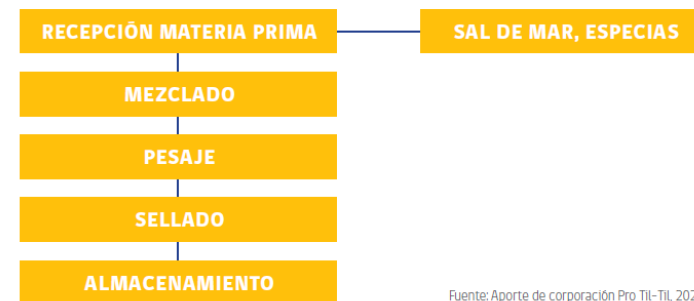 RECEPCIÓN MATERIA PRIMA
SAL DE MAR, ESPECIAS
MEZCLADO
PESAJE
SELLADO
ALMACENAMIENTO
Fuente: Aporte de corporación Pro Til-Til,